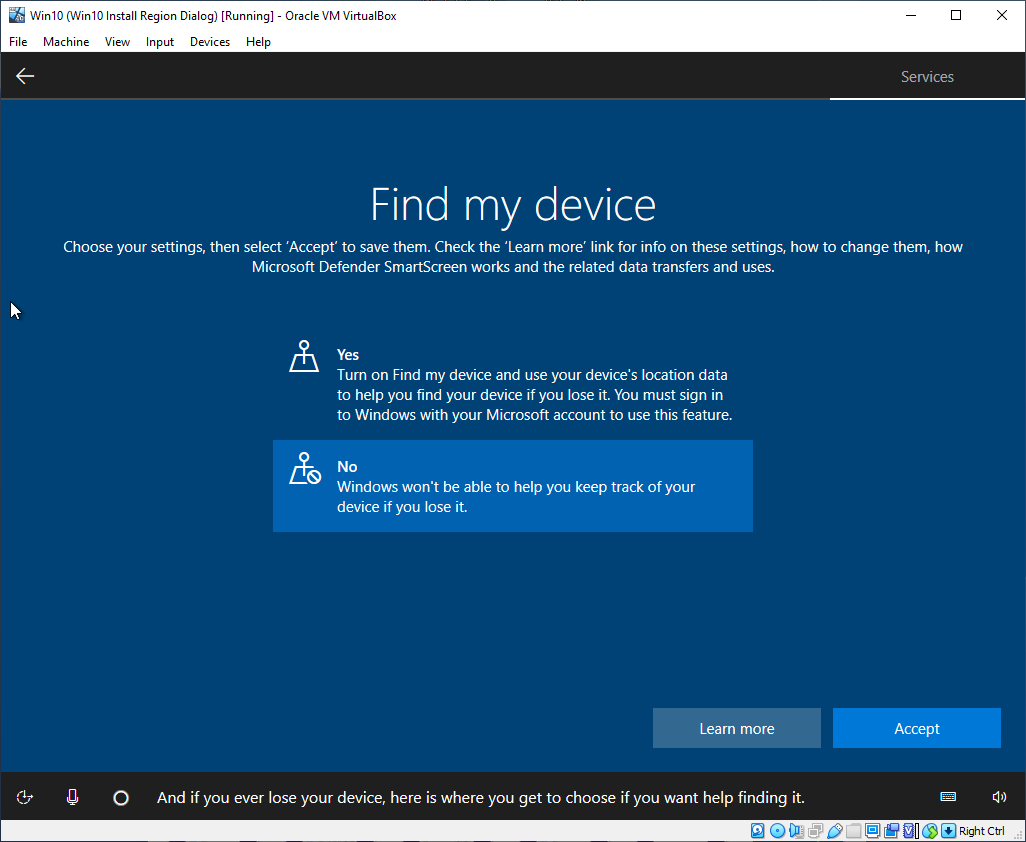 Win10 (Win10 Install Region Dialog) [Running] - Oracle VM VirtualBox
File Machine View Input Devices Help
Services
Find my device
Choose your settings, then select ‘Accept’ to save them. Check the ‘Learn more’ link for info on these settings, how to change them, how
Microsoft Defender SmartScreen works and the related data transfers and uses.
Yes
Turn on Find my device and use your device's location data
to help you find your device if you lose it. You must sign in
to Windows with your Microsoft account to use this feature.
No
Windows won't be able to help you keep track of your
device if you lose it.
Learn more
Accept
And if you ever lose your device, here is where you get to choose if you want help finding it.
Right Ctrl